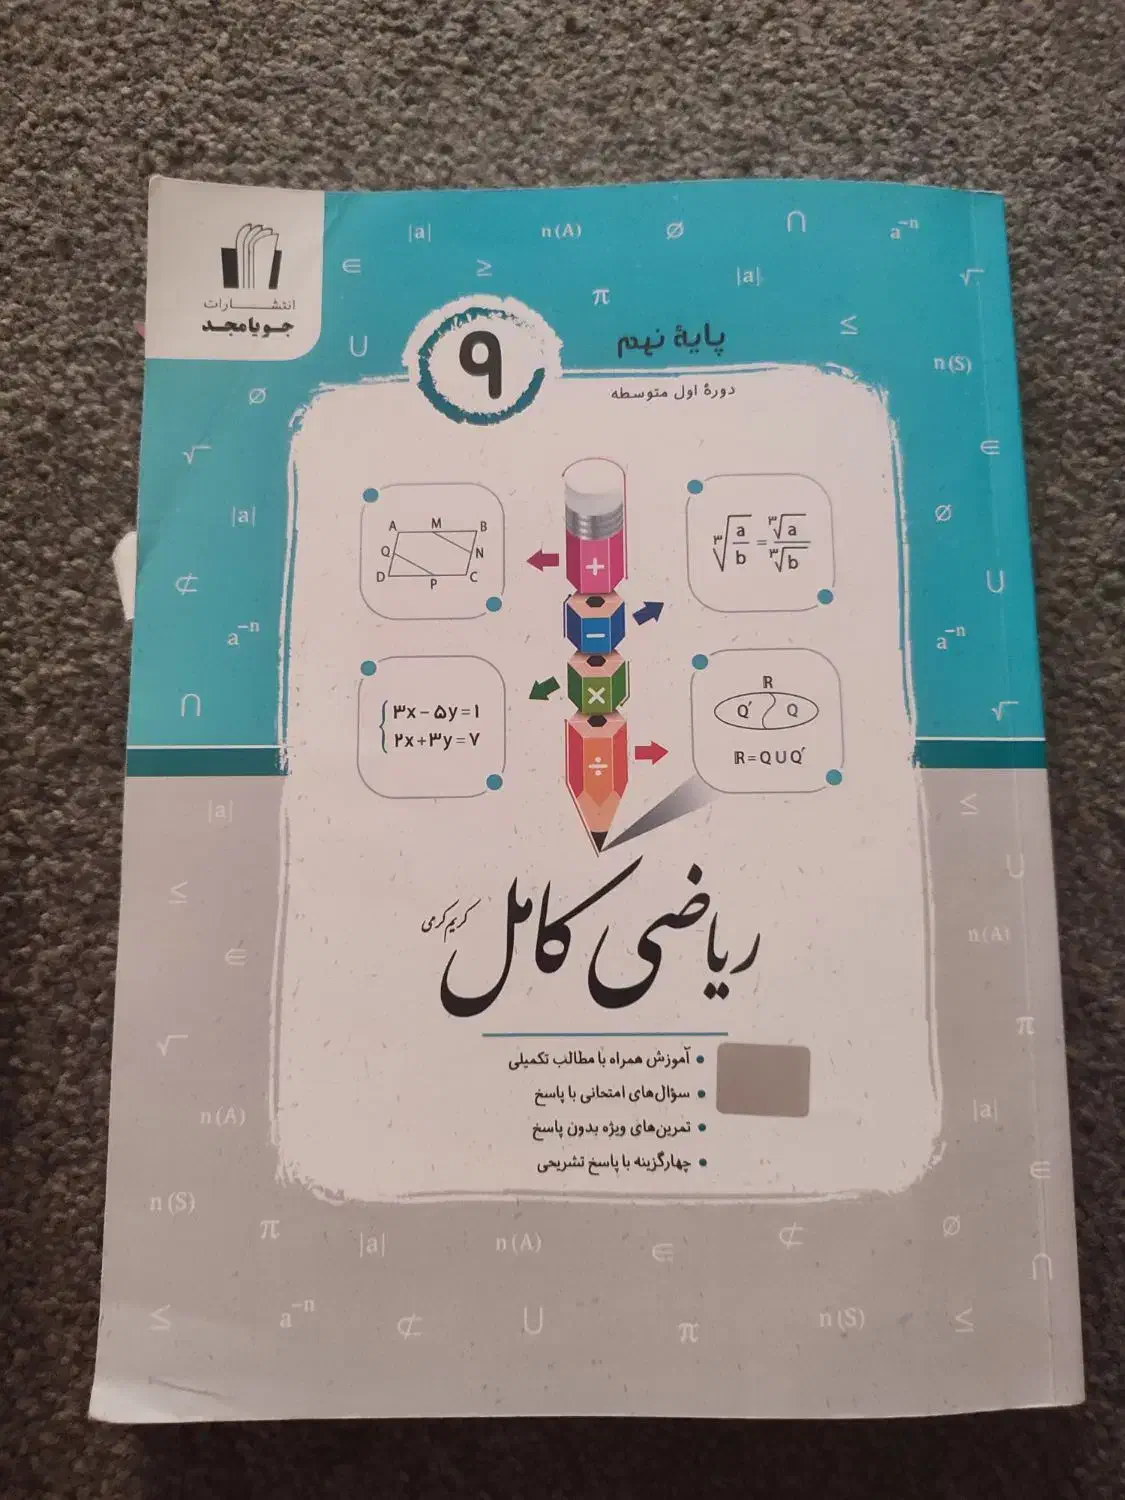 انتشارات
جویامجد
پایهٔ نهم
۹
دورهٔ اول متوسطه
A M B
Q N
D P C
∛(a/b) = ∛a/∛b
۳x − ۵y = ۱
۲x + ۳y = ۷
R
Q′ Q
R = Q ∪ Q′
+
−
×
÷
ریاضی کامل
کریم کرمی
• آموزش همراه با مطالب تکمیلی
• سؤال‌های امتحانی با پاسخ
• تمرین‌های ویژه بدون پاسخ
• چهارگزینه با پاسخ تشریحی
|a| n(A) ∅ ∩ a⁻ⁿ
∈ ≥ π |a| √
∪ ≤ n(S)
∅ ∈
√
|a| ∅
⊄ ∪
a⁻ⁿ a⁻ⁿ
∩ √
|a| ≤
≤ ∪
∈ n(A)
√ π
n(A) |a|
n(S) ∈
π |a| n(A) ∈ ⊄ ∅
∩
≤ a⁻ⁿ ⊄ ∪ π n(S) ≤